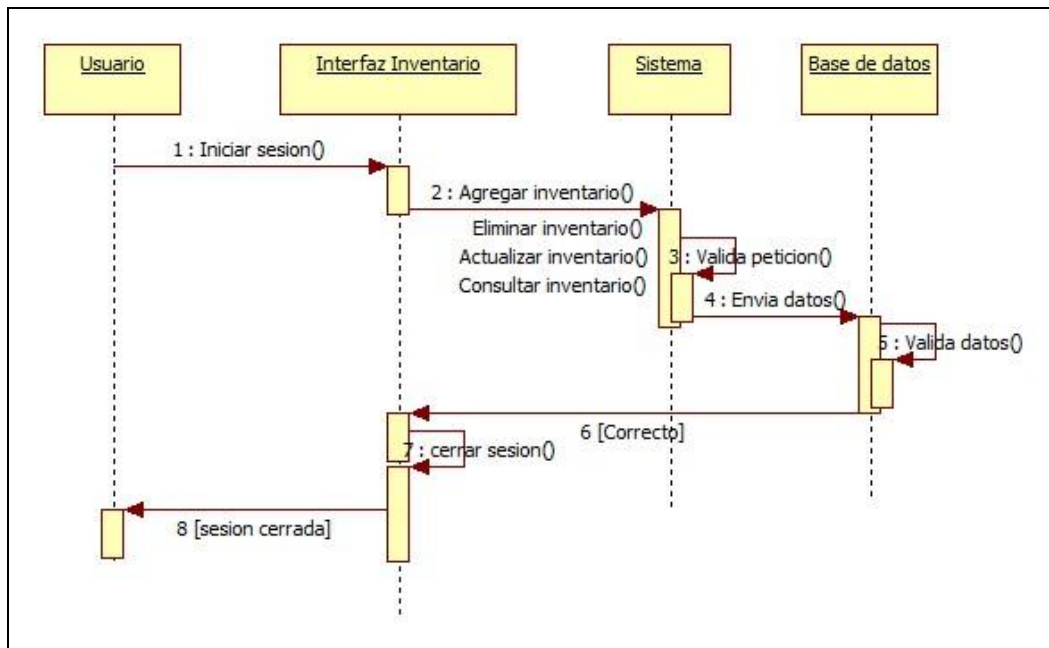 Usuario
Interfaz Inventario
Sistema
Base de datos
1 : Iniciar sesion()
2 : Agregar inventario()
Eliminar inventario()
Actualizar inventario()
Consultar inventario()
3 : Valida peticion()
4 : Envia datos()
5 : Valida datos()
6 [Correcto]
7 : cerrar sesion()
8 [sesion cerrada]